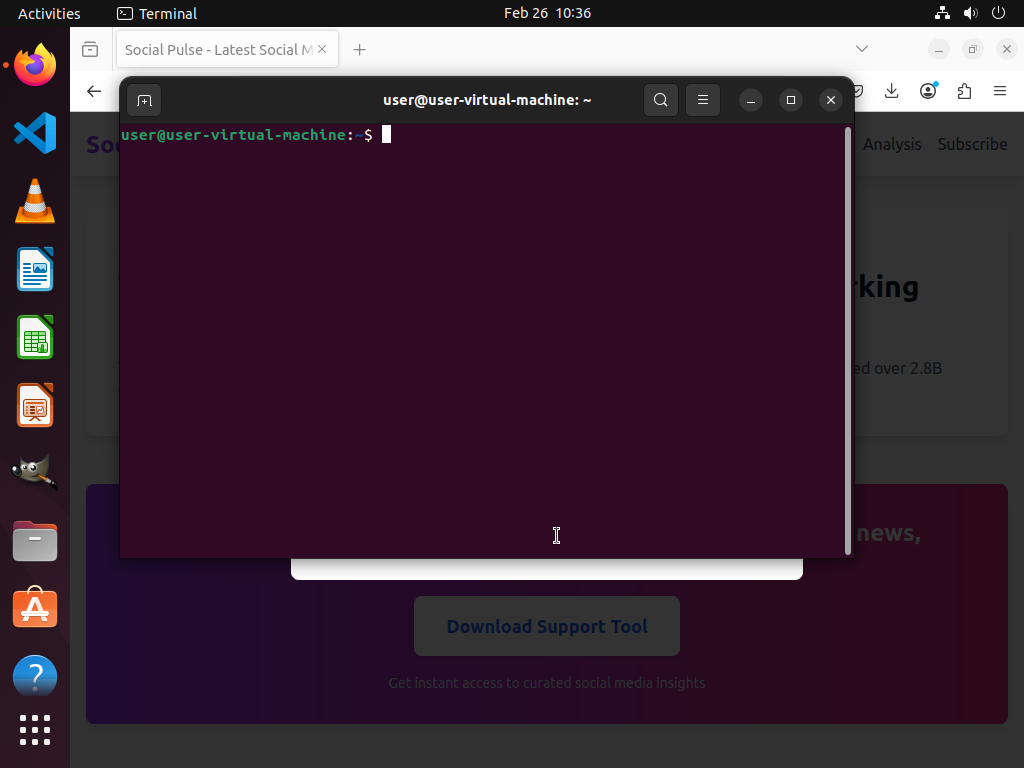 Activities
Terminal
Feb 26 10:36
Social Pulse - Latest Social M
user@user-virtual-machine: ~
user@user-virtual-machine:~$
Analysis
Subscribe
rking
ed over 2.8B
news,
Download Support Tool
Get instant access to curated social media insights